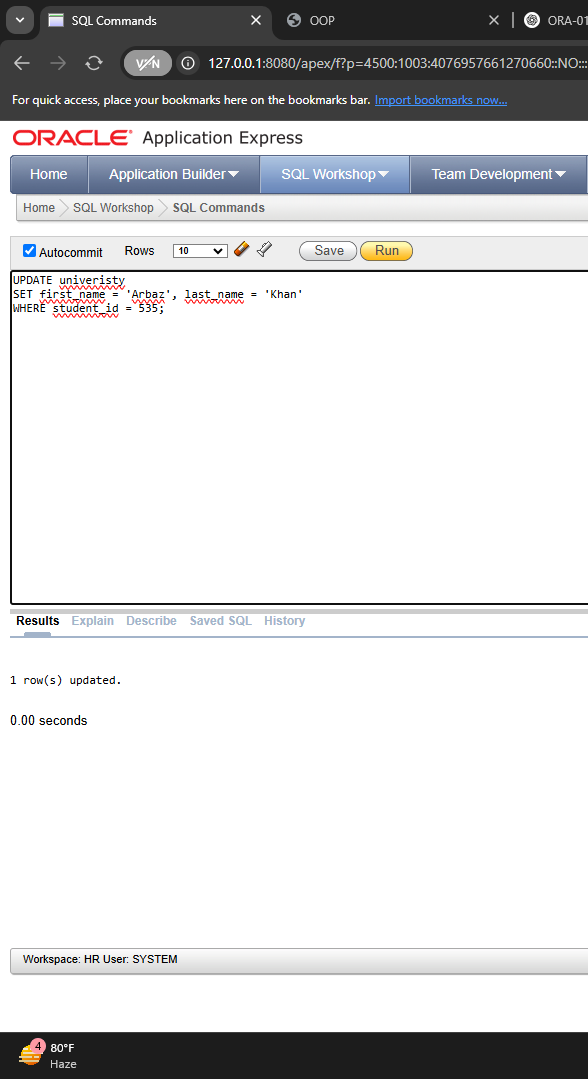 SQL Commands
OOP
ORA-01
VPN
127.0.0.1:8080/apex/f?p=4500:1003:4076957661270660::NO:::
For quick access, place your bookmarks here on the bookmarks bar. Import bookmarks now...
ORACLE® Application Express
Home Application Builder SQL Workshop Team Development
Home SQL Workshop SQL Commands
Autocommit Rows 10 Save Run
UPDATE univeristy
SET first_name = 'Arbaz', last_name = 'Khan'
WHERE student_id = 535;
Results Explain Describe Saved SQL History
1 row(s) updated.
0.00 seconds
Workspace: HR User: SYSTEM
4
80°F
Haze